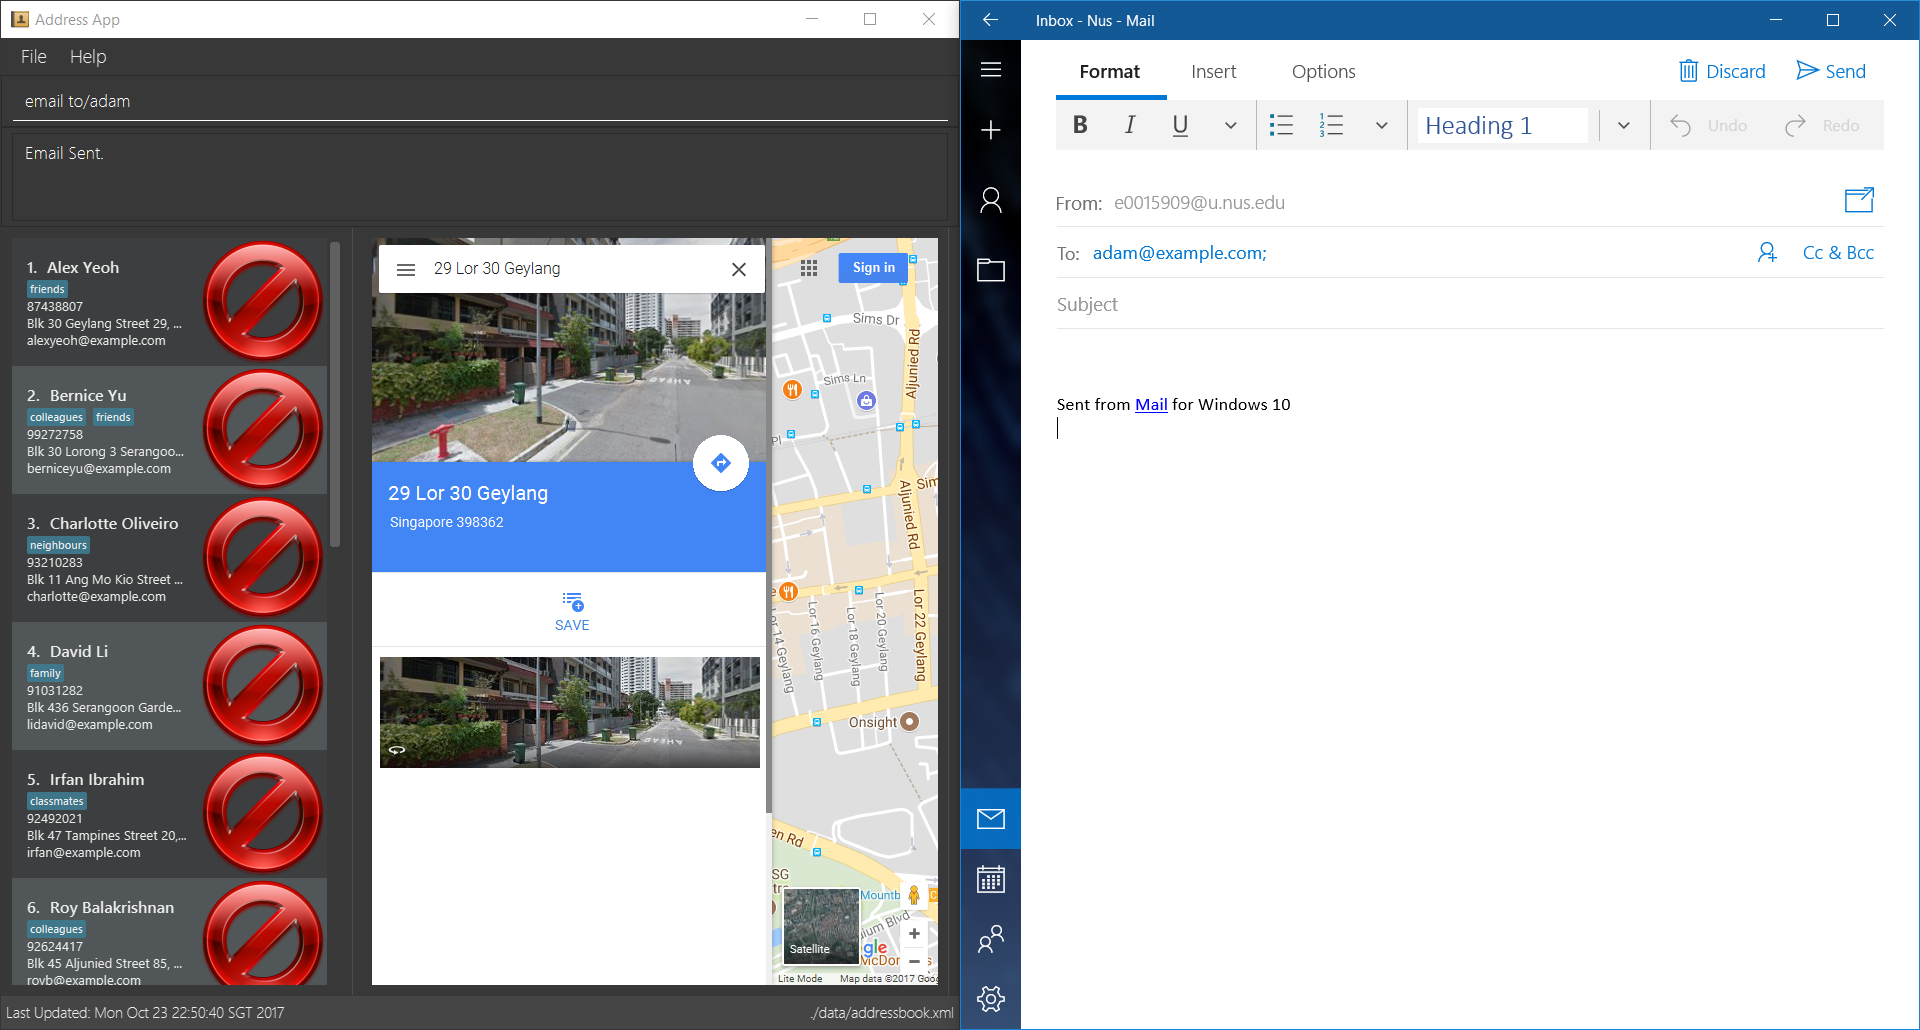 Address App
File Help
email to/adam
Email Sent.
1. Alex Yeoh
friends
87438807
Blk 30 Geylang Street 29, ...
alexyeoh@example.com
2. Bernice Yu
colleagues friends
99272758
Blk 30 Lorong 3 Serangoo...
berniceyu@example.com
3. Charlotte Oliveiro
neighbours
93210283
Blk 11 Ang Mo Kio Street ...
charlotte@example.com
4. David Li
family
91031282
Blk 436 Serangoon Garde...
lidavid@example.com
5. Irfan Ibrahim
classmates
92492021
Blk 47 Tampines Street 20,...
irfan@example.com
6. Roy Balakrishnan
colleagues
92624417
Blk 45 Aljunied Street 85, ...
royb@example.com
29 Lor 30 Geylang
Sign in
AHEAD
29 Lor 30 Geylang
Singapore 398362
SAVE
AHEAD
Sims Dr
Aljunied Rd
Sims Ln
Pl
Sim
Aljunied Rd
Lor 14 Geylang
Lor 16 Geylang
Lor 18 Geylang
Lor 20 Geylang
Lor 22 Geylang
Onsight
en Rd
SG
Mountb
ium Blvd
Satellite
gle
McDon
Lite Mode Map data ©2017 Goog
Last Updated: Mon Oct 23 22:50:40 SGT 2017
./data/addressbook.xml
Inbox - Nus - Mail
Format Insert Options
Discard Send
B I U
1 2 3
Heading 1
Undo Redo
From: e0015909@u.nus.edu
To: adam@example.com;
Cc & Bcc
Subject
Sent from Mail for Windows 10